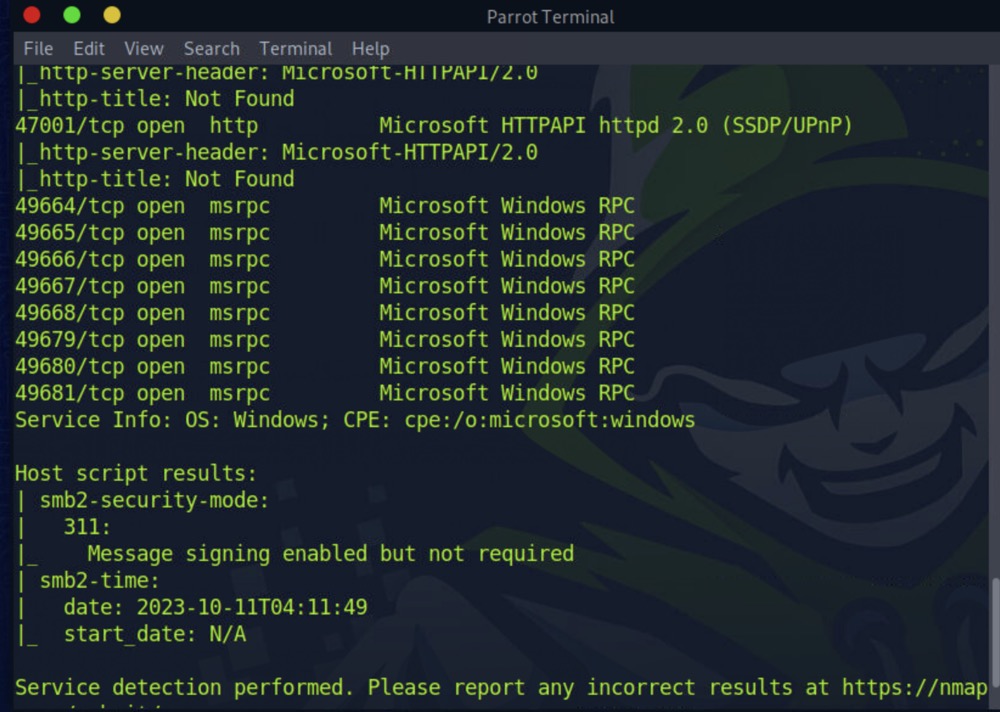 Parrot Terminal
File Edit View Search Terminal Help
|_http-server-header: Microsoft-HTTPAPI/2.0
|_http-title: Not Found
47001/tcp open  http          Microsoft HTTPAPI httpd 2.0 (SSDP/UPnP)
|_http-server-header: Microsoft-HTTPAPI/2.0
|_http-title: Not Found
49664/tcp open  msrpc         Microsoft Windows RPC
49665/tcp open  msrpc         Microsoft Windows RPC
49666/tcp open  msrpc         Microsoft Windows RPC
49667/tcp open  msrpc         Microsoft Windows RPC
49668/tcp open  msrpc         Microsoft Windows RPC
49679/tcp open  msrpc         Microsoft Windows RPC
49680/tcp open  msrpc         Microsoft Windows RPC
49681/tcp open  msrpc         Microsoft Windows RPC
Service Info: OS: Windows; CPE: cpe:/o:microsoft:windows
Host script results:
| smb2-security-mode:
|   311:
|_    Message signing enabled but not required
| smb2-time:
|   date: 2023-10-11T04:11:49
|_  start_date: N/A
Service detection performed. Please report any incorrect results at https://nmap